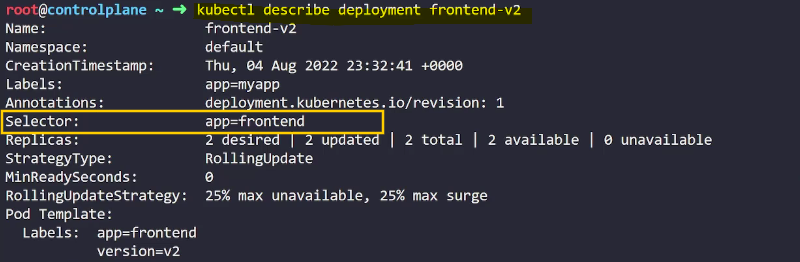 root@controlplane ~ ➜ kubectl describe deployment frontend-v2
Name:                   frontend-v2
Namespace:              default
CreationTimestamp:      Thu, 04 Aug 2022 23:32:41 +0000
Labels:                 app=myapp
Annotations:            deployment.kubernetes.io/revision: 1
Selector:               app=frontend
Replicas:               2 desired | 2 updated | 2 total | 2 available | 0 unavailable
StrategyType:           RollingUpdate
MinReadySeconds:        0
RollingUpdateStrategy:  25% max unavailable, 25% max surge
Pod Template:
  Labels:  app=frontend
           version=v2